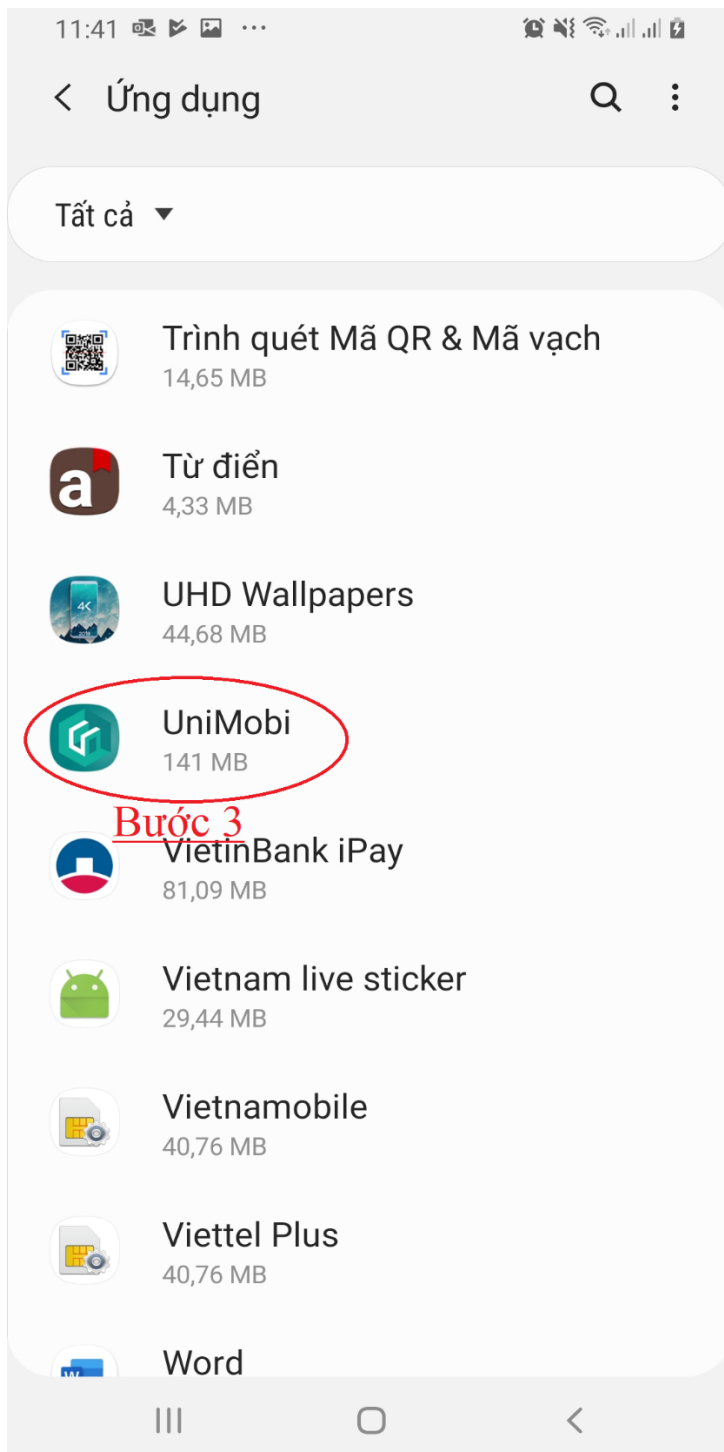 11:41
Ứng dụng
Tất cả
Trình quét Mã QR & Mã vạch
14,65 MB
a
Từ điển
4,33 MB
4K
UHD Wallpapers
44,68 MB
UniMobi
141 MB
Bước 3
VietinBank iPay
81,09 MB
Vietnam live sticker
29,44 MB
Vietnamobile
40,76 MB
Viettel Plus
40,76 MB
W
Word